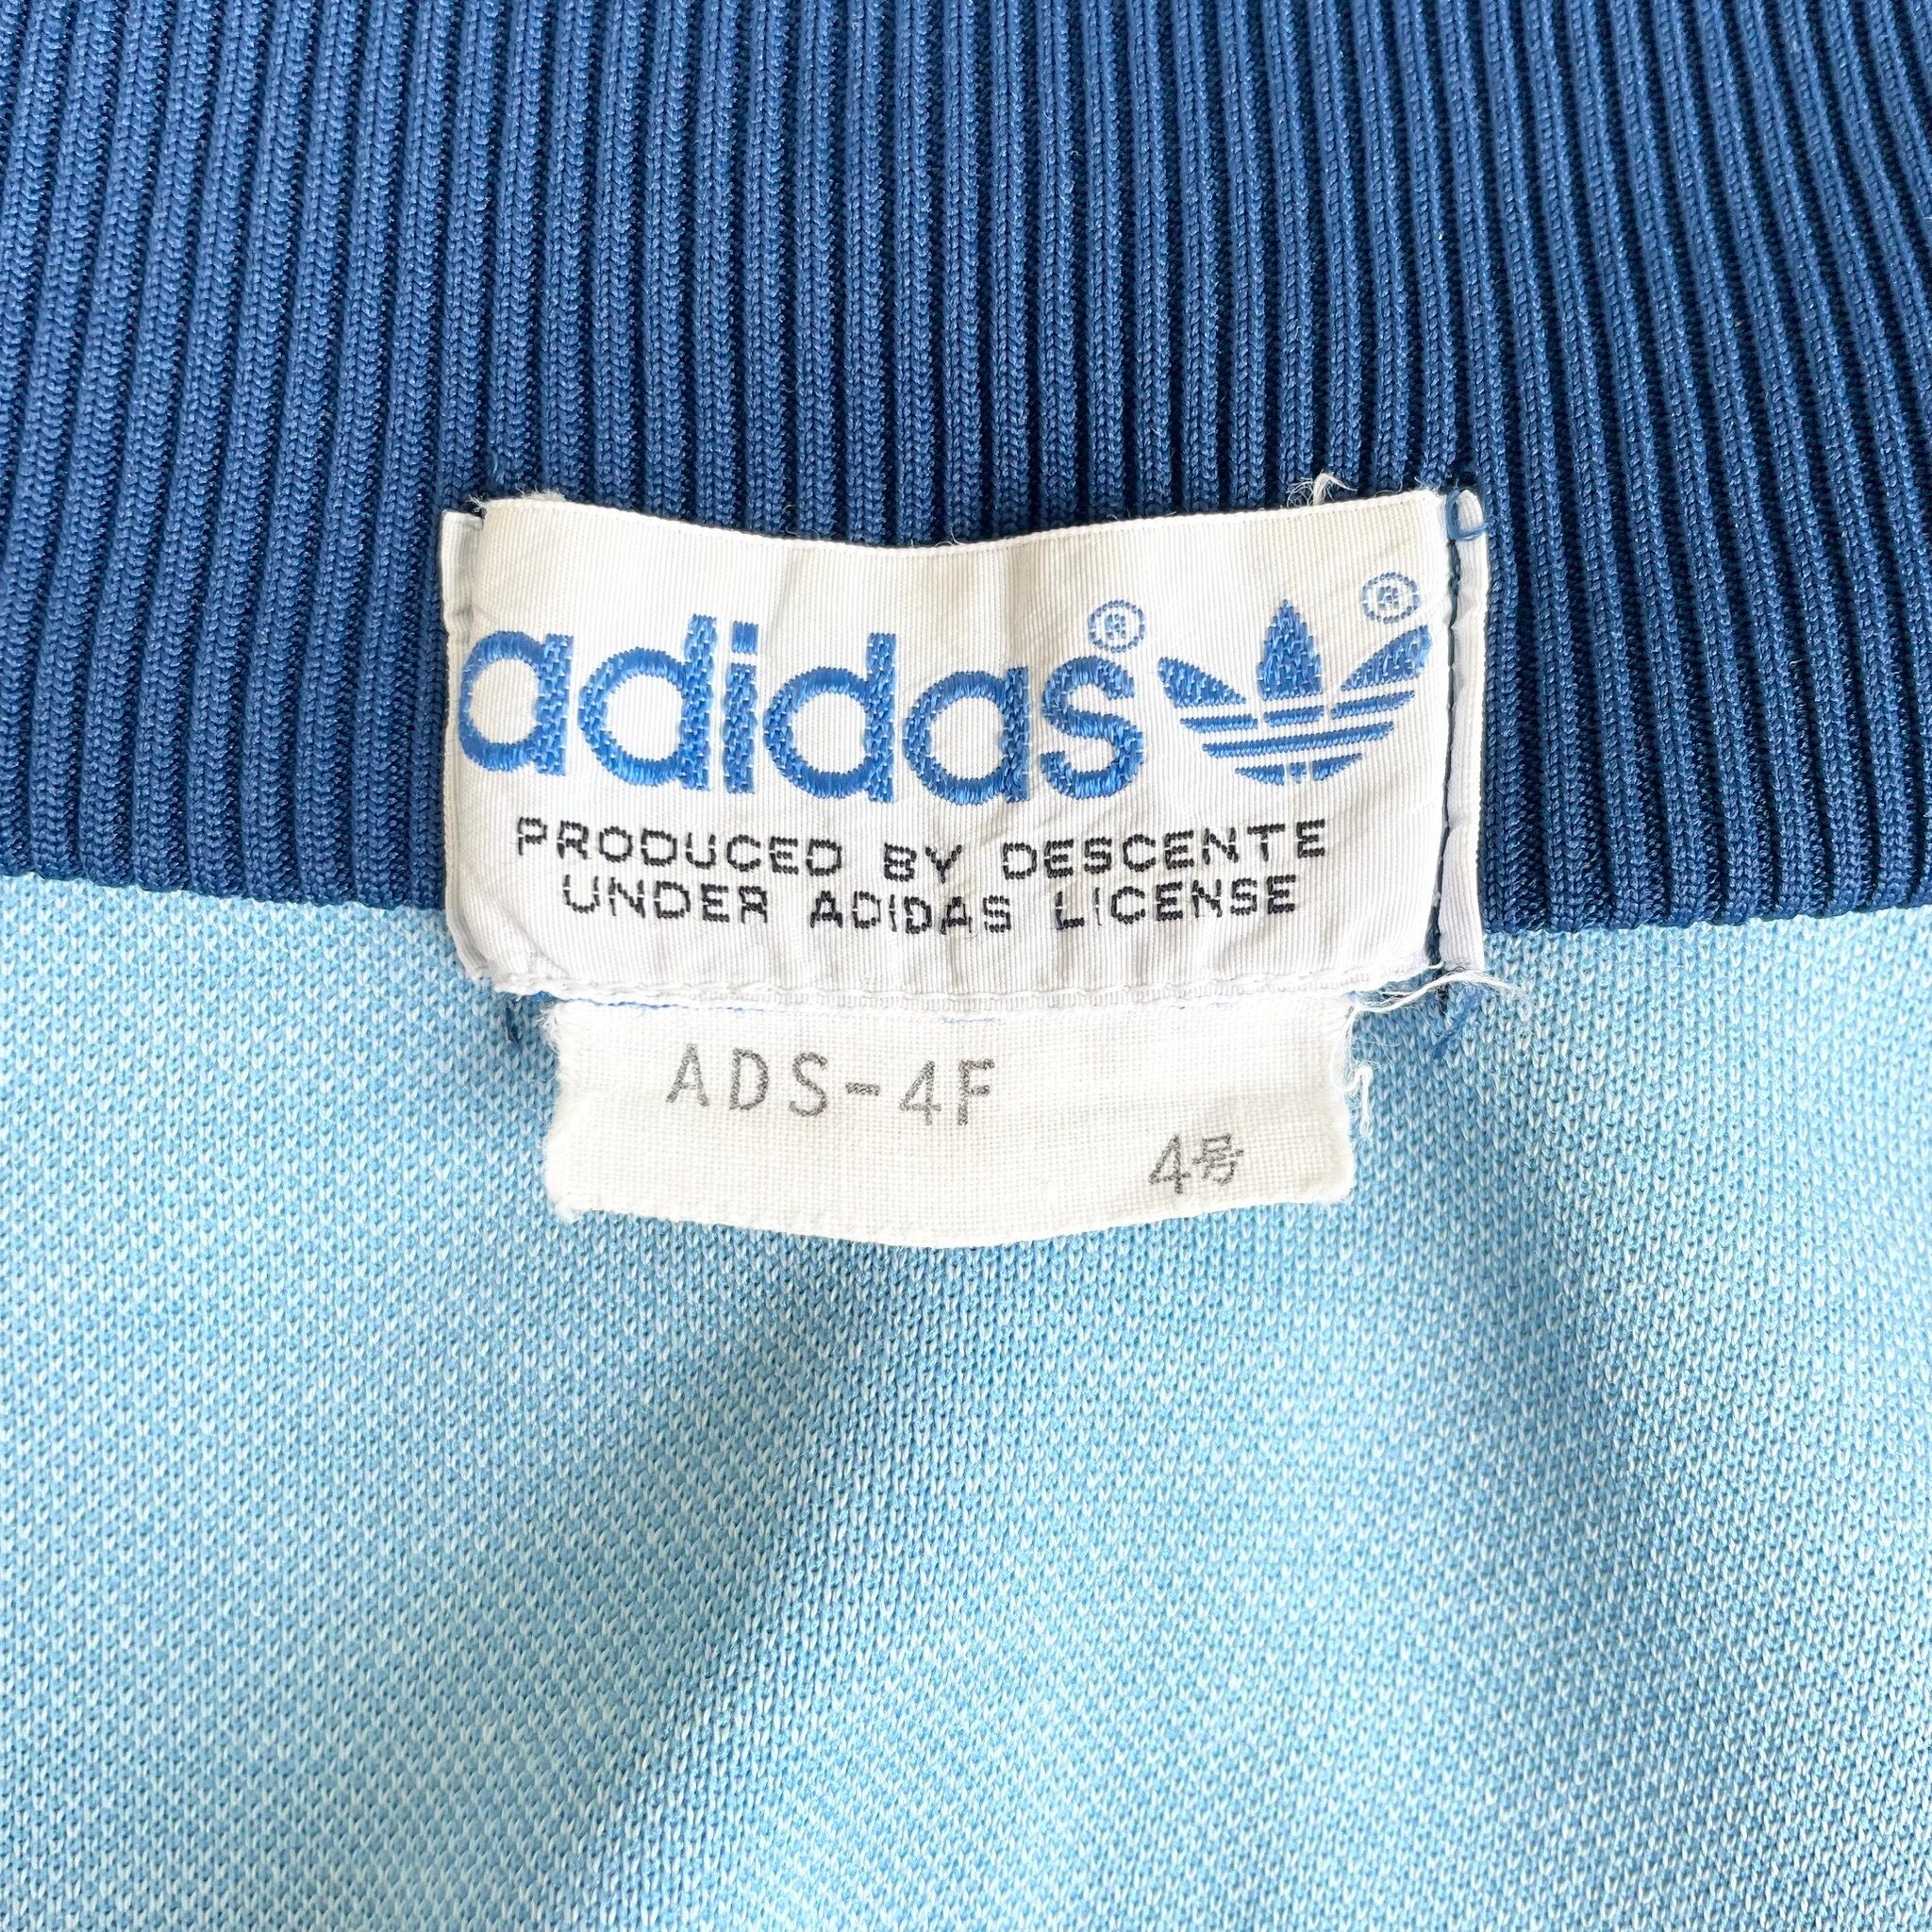 adidas® ®
PRODUCED BY DESCENTE
UNDER ADIDAS LICENSE
ADS-4F
4号